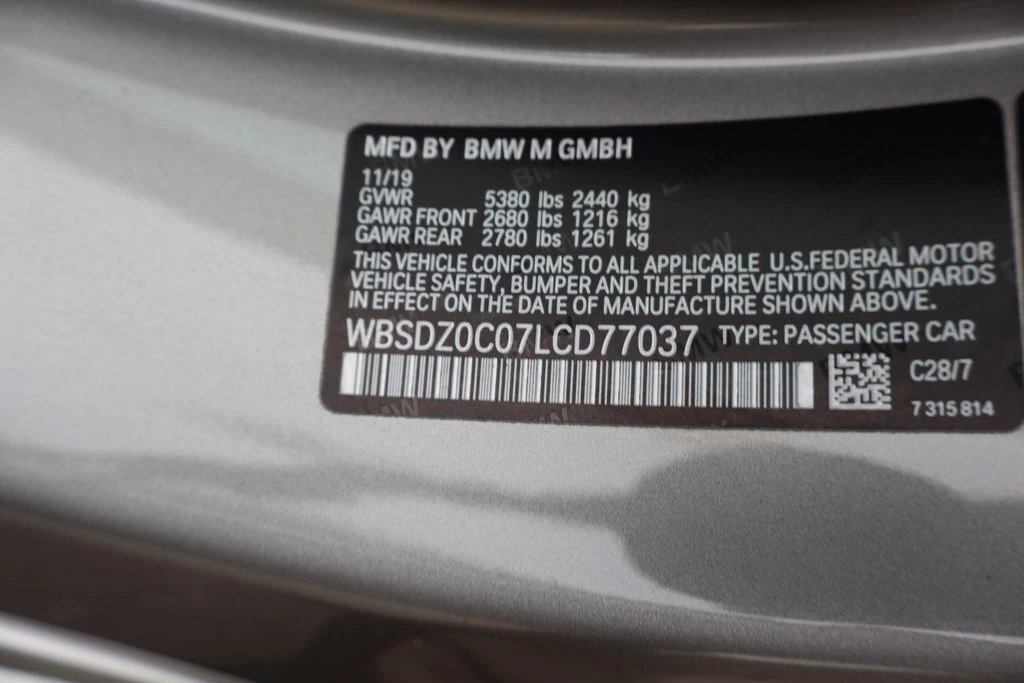 MFD BY BMW M GMBH
11/19
GVWR 5380 lbs 2440 kg
GAWR FRONT 2680 lbs 1216 kg
GAWR REAR 2780 lbs 1261 kg
THIS VEHICLE CONFORMS TO ALL APPLICABLE U.S.FEDERAL MOTOR
VEHICLE SAFETY, BUMPER AND THEFT PREVENTION STANDARDS
IN EFFECT ON THE DATE OF MANUFACTURE SHOWN ABOVE.
WBSDZ0C07LCD77037 TYPE: PASSENGER CAR
C28/7
7 315 814